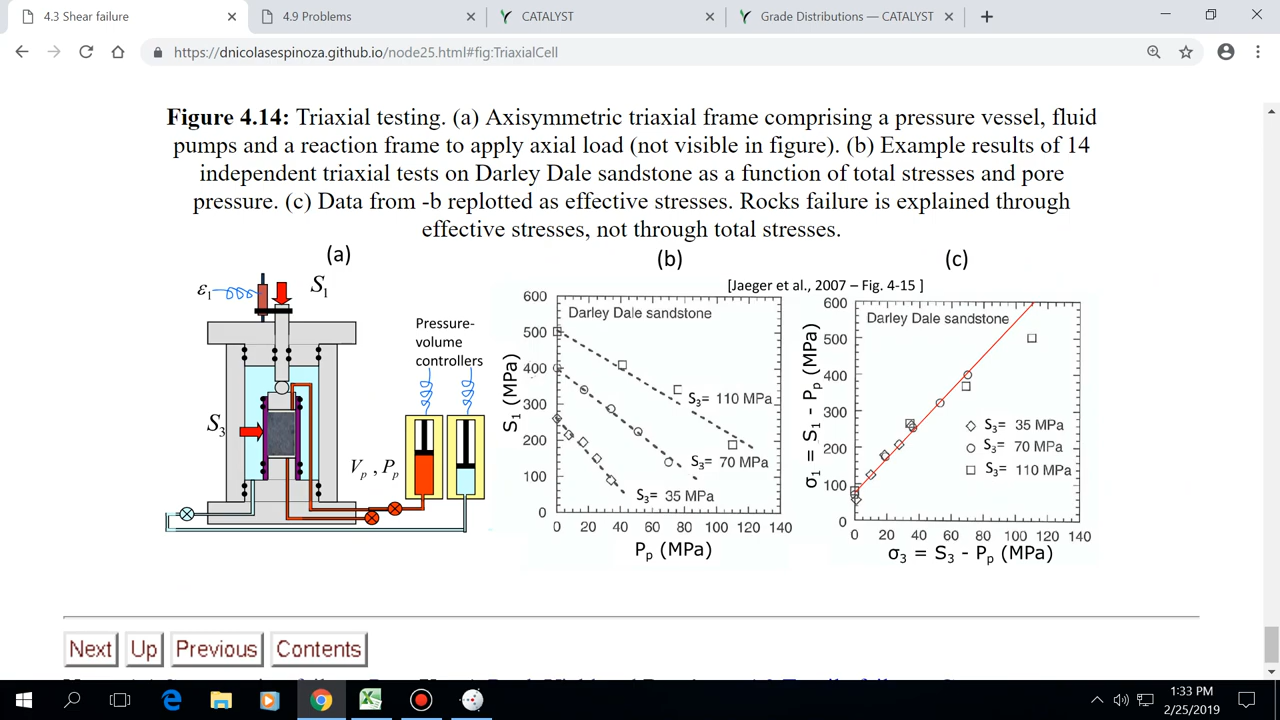 4.3 Shear failure
4.9 Problems
CATALYST
Grade Distributions — CATALYST
https://dnicolasespinoza.github.io/node25.html#fig:TriaxialCell
Figure 4.14: Triaxial testing. (a) Axisymmetric triaxial frame comprising a pressure vessel, fluid
pumps and a reaction frame to apply axial load (not visible in figure). (b) Example results of 14
independent triaxial tests on Darley Dale sandstone as a function of total stresses and pore
pressure. (c) Data from -b replotted as effective stresses. Rocks failure is explained through
effective stresses, not through total stresses.
(a)
ε1
S1
S3
Vp , Pp
Pressure-
volume
controllers
(b)
[Jaeger et al., 2007 – Fig. 4-15 ]
Darley Dale sandstone
S1 (MPa)
600
500
400
300
200
100
0
S3= 110 MPa
S3= 70 MPa
S3= 35 MPa
0 20 40 60 80 100 120 140
Pp (MPa)
(c)
Darley Dale sandstone
σ1 = S1 - Pp (MPa)
600
500
400
300
200
100
0
S3= 35 MPa
S3= 70 MPa
S3= 110 MPa
0 20 40 60 80 100 120 140
σ3 = S3 - Pp (MPa)
Next Up Previous Contents
1:33 PM
2/25/2019